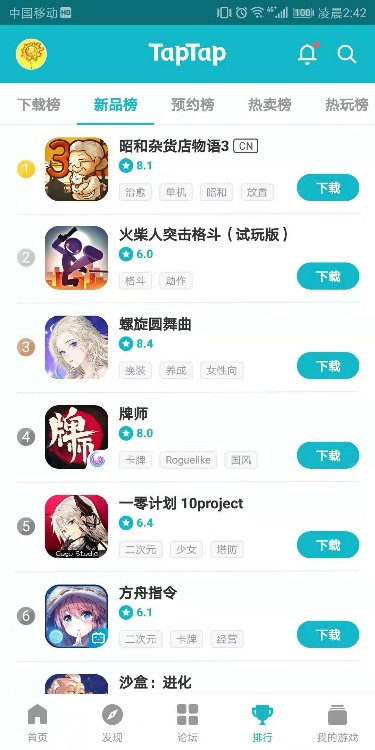 中国移动 HD 4G 100 凌晨2:42
TapTap
下载榜 新品榜 预约榜 热卖榜 热玩榜
1
3
昭和杂货店物语3 CN
8.1
治愈 单机 昭和 放置
下载
2
火柴人突击格斗（试玩版）
6.0
格斗 动作
下载
3
螺旋圆舞曲
8.4
换装 养成 女性向
下载
4
牌师
牌师
8.0
卡牌 Roguelike 国风
下载
5
Gugu Studio
一零计划 10project
6.4
二次元 少女 塔防
下载
6
方舟指令
6.1
二次元 卡牌 经营
下载
沙盒：进化
首页 发现 论坛 排行 我的游戏